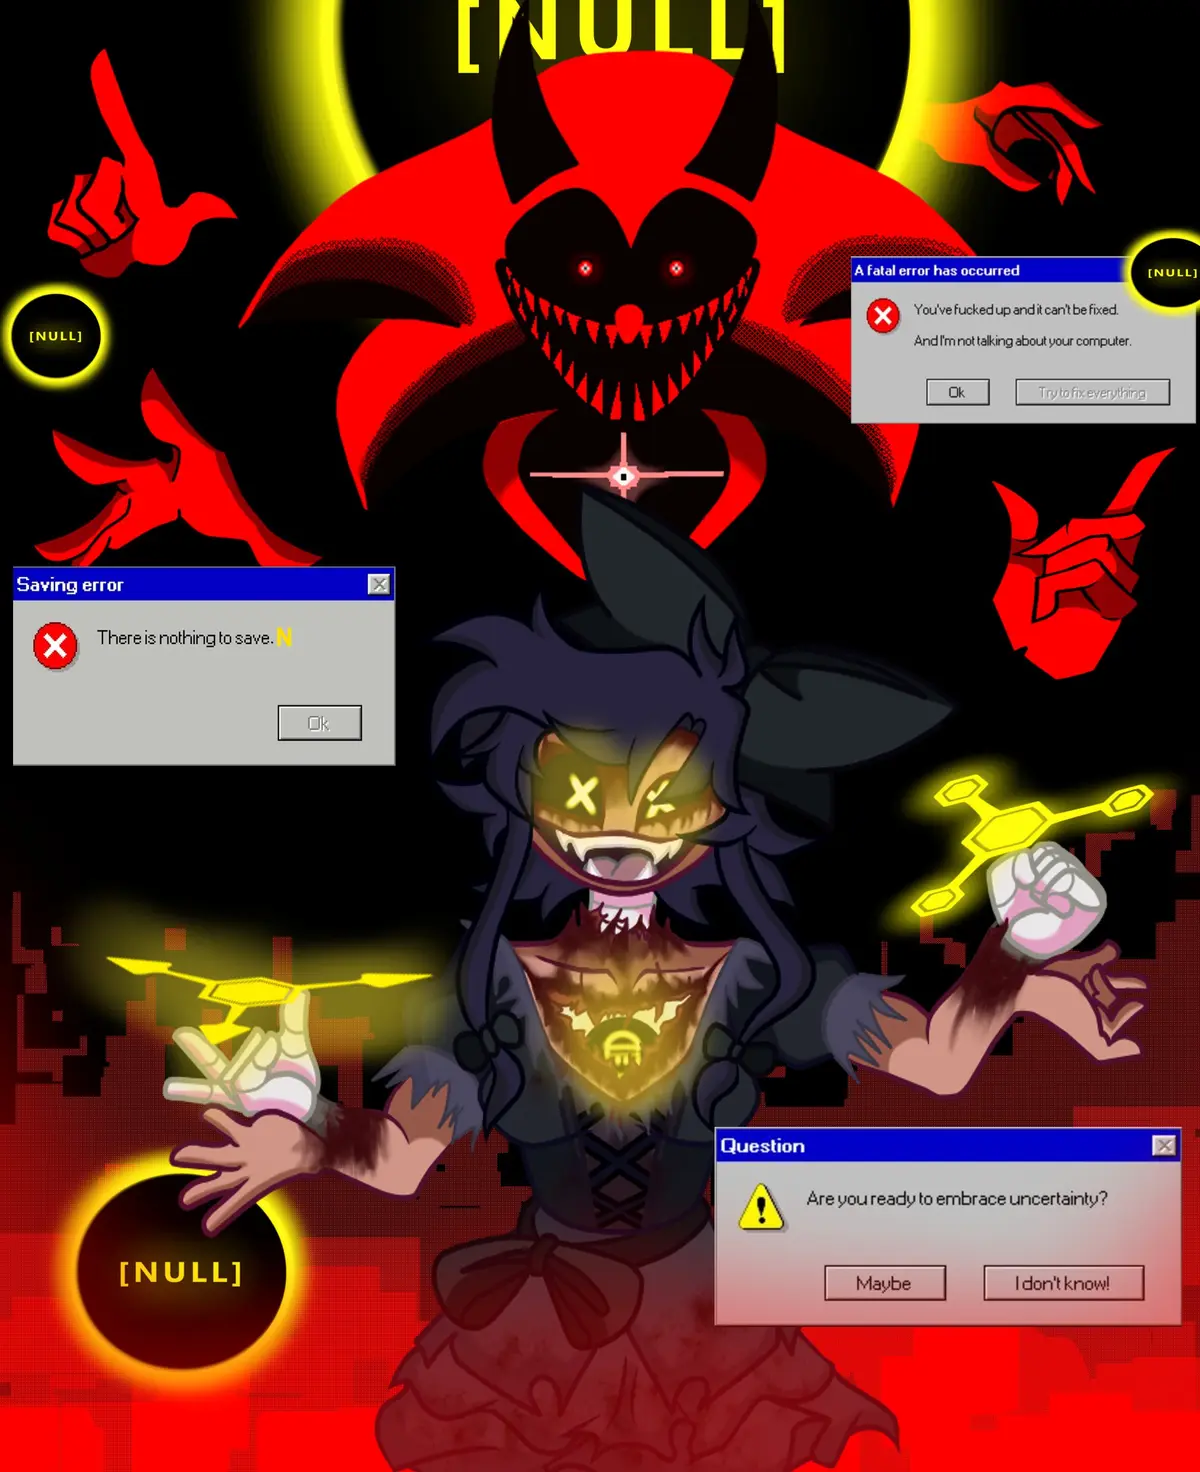 [NULL]
A fatal error has occurred
[NULL]
You've fucked up and it can't be fixed.
And I'm not talking about your computer.
Ok
Try to fix everything
[NULL]
Saving error
There is nothing to save. N
Ok
Question
Are you ready to embrace uncertainty?
Maybe
I don't know!
[NULL]